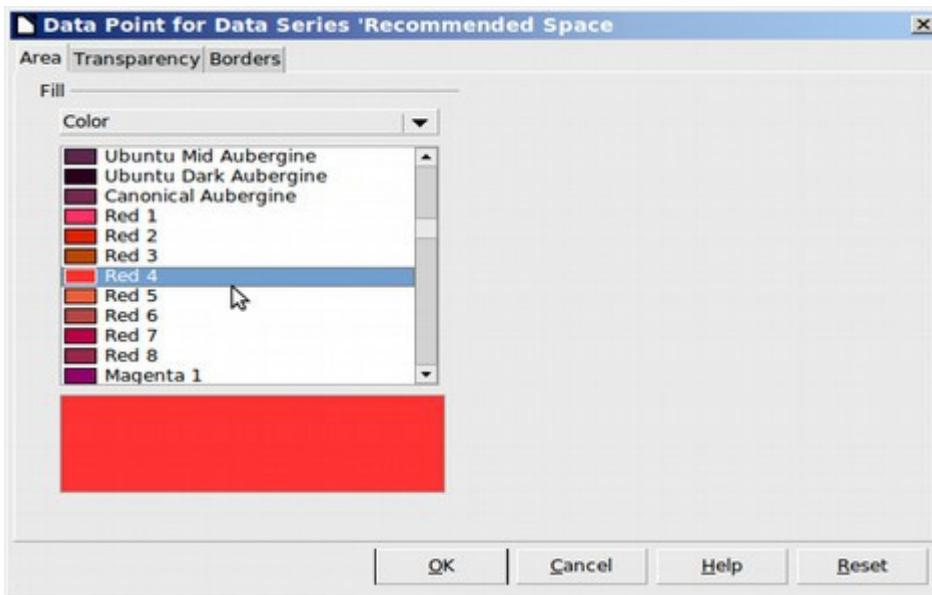 Data Point for Data Series 'Recommended Space
Area Transparency Borders
Fill
Color
Ubuntu Mid Aubergine
Ubuntu Dark Aubergine
Canonical Aubergine
Red 1
Red 2
Red 3
Red 4
Red 5
Red 6
Red 7
Red 8
Magenta 1
OK Cancel Help Reset